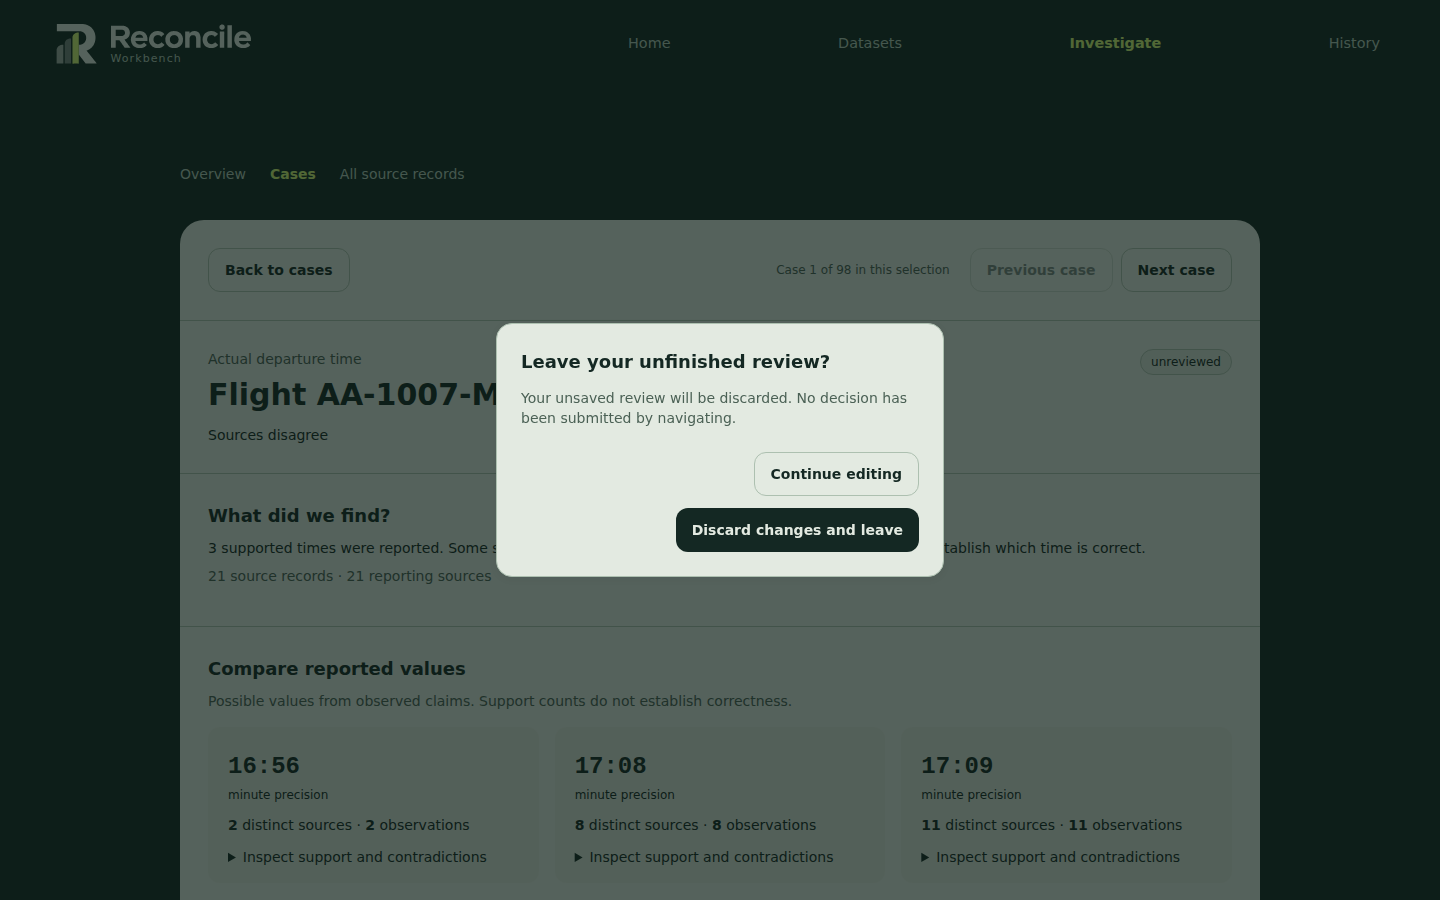 Reconcile
Workbench
Home
Datasets
Investigate
History
Overview
Cases
All source records
Back to cases
Case 1 of 98 in this selection
Previous case
Next case
Actual departure time
Flight AA-1007-M
Sources disagree
unreviewed
Leave your unfinished review?
Your unsaved review will be discarded. No decision has
been submitted by navigating.
Continue editing
Discard changes and leave
What did we find?
3 supported times were reported. Some
which time is correct.
21 source records · 21 reporting sources
Compare reported values
Possible values from observed claims. Support counts do not establish correctness.
16:56
minute precision
2 distinct sources · 2 observations
Inspect support and contradictions
17:08
minute precision
8 distinct sources · 8 observations
Inspect support and contradictions
17:09
minute precision
11 distinct sources · 11 observations
Inspect support and contradictions